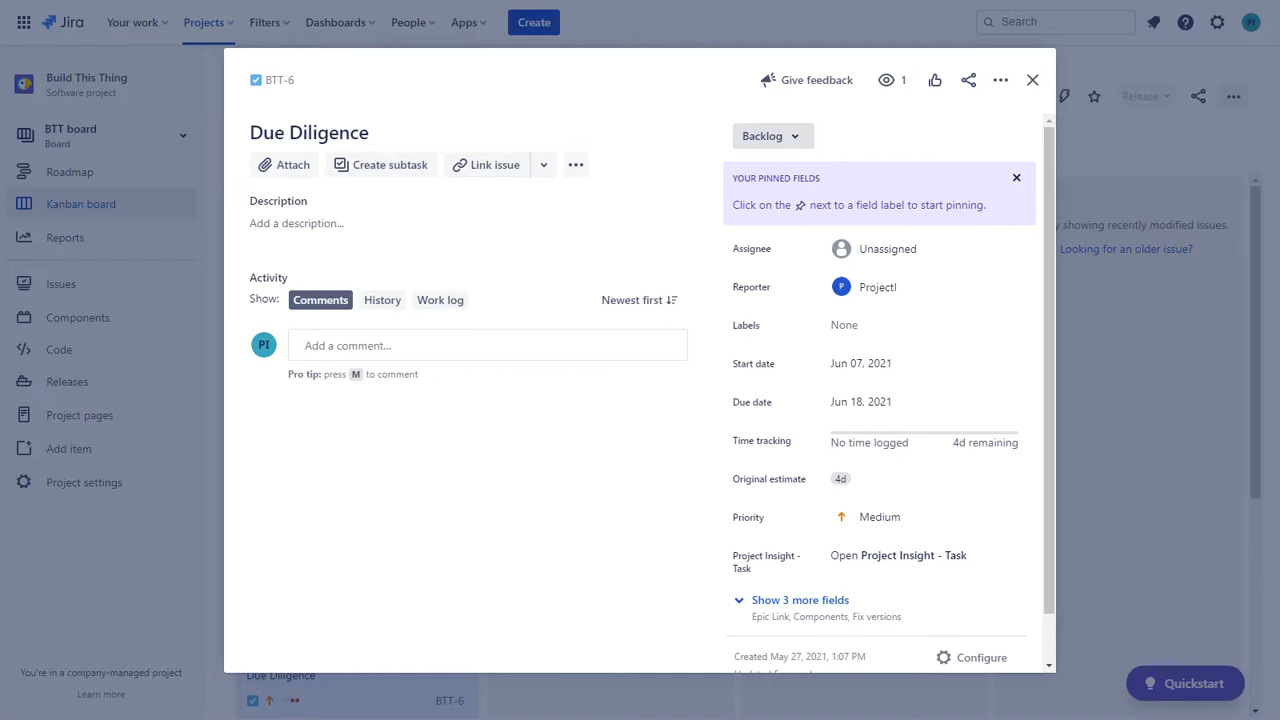 Jira
Your work
Projects
Filters
Dashboards
People
Apps
Create
Search
PI
Build This Thing
Software project
BTT board
Board
Roadmap
Kanban board
Reports
Issues
Components
Code
Releases
Project pages
Add item
Project settings
You're in a company-managed project
Learn more
BTT-6
Give feedback
1
Due Diligence
Attach
Create subtask
Link issue
Description
Add a description...
Activity
Show:
Comments
History
Work log
Newest first
PI
Add a comment...
Pro tip: press M to comment
Backlog
YOUR PINNED FIELDS
Click on the next to a field label to start pinning.
Assignee
Unassigned
Reporter
P
ProjectI
Labels
None
Start date
Jun 07, 2021
Due date
Jun 18, 2021
Time tracking
No time logged
4d remaining
Original estimate
4d
Priority
Medium
Project Insight -
Task
Open Project Insight - Task
Show 3 more fields
Epic Link, Components, Fix versions
Created May 27, 2021, 1:07 PM
Configure
Release
y showing recently modified issues.
Looking for an older issue?
Due Diligence
BTT-6
Quickstart